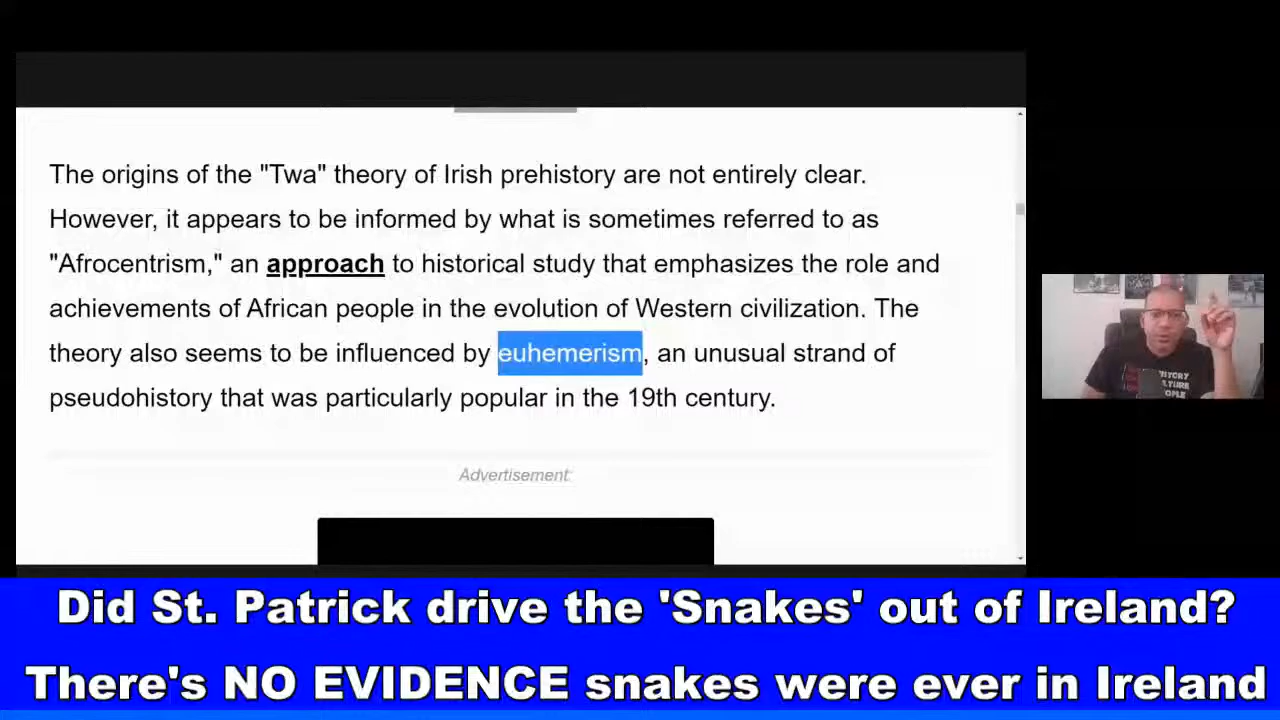 The origins of the "Twa" theory of Irish prehistory are not entirely clear.
However, it appears to be informed by what is sometimes referred to as
"Afrocentrism," an approach to historical study that emphasizes the role and
achievements of African people in the evolution of Western civilization. The
theory also seems to be influenced by euhemerism, an unusual strand of
pseudohistory that was particularly popular in the 19th century.
Advertisement:
Did St. Patrick drive the 'Snakes' out of Ireland?
There's NO EVIDENCE snakes were ever in Ireland